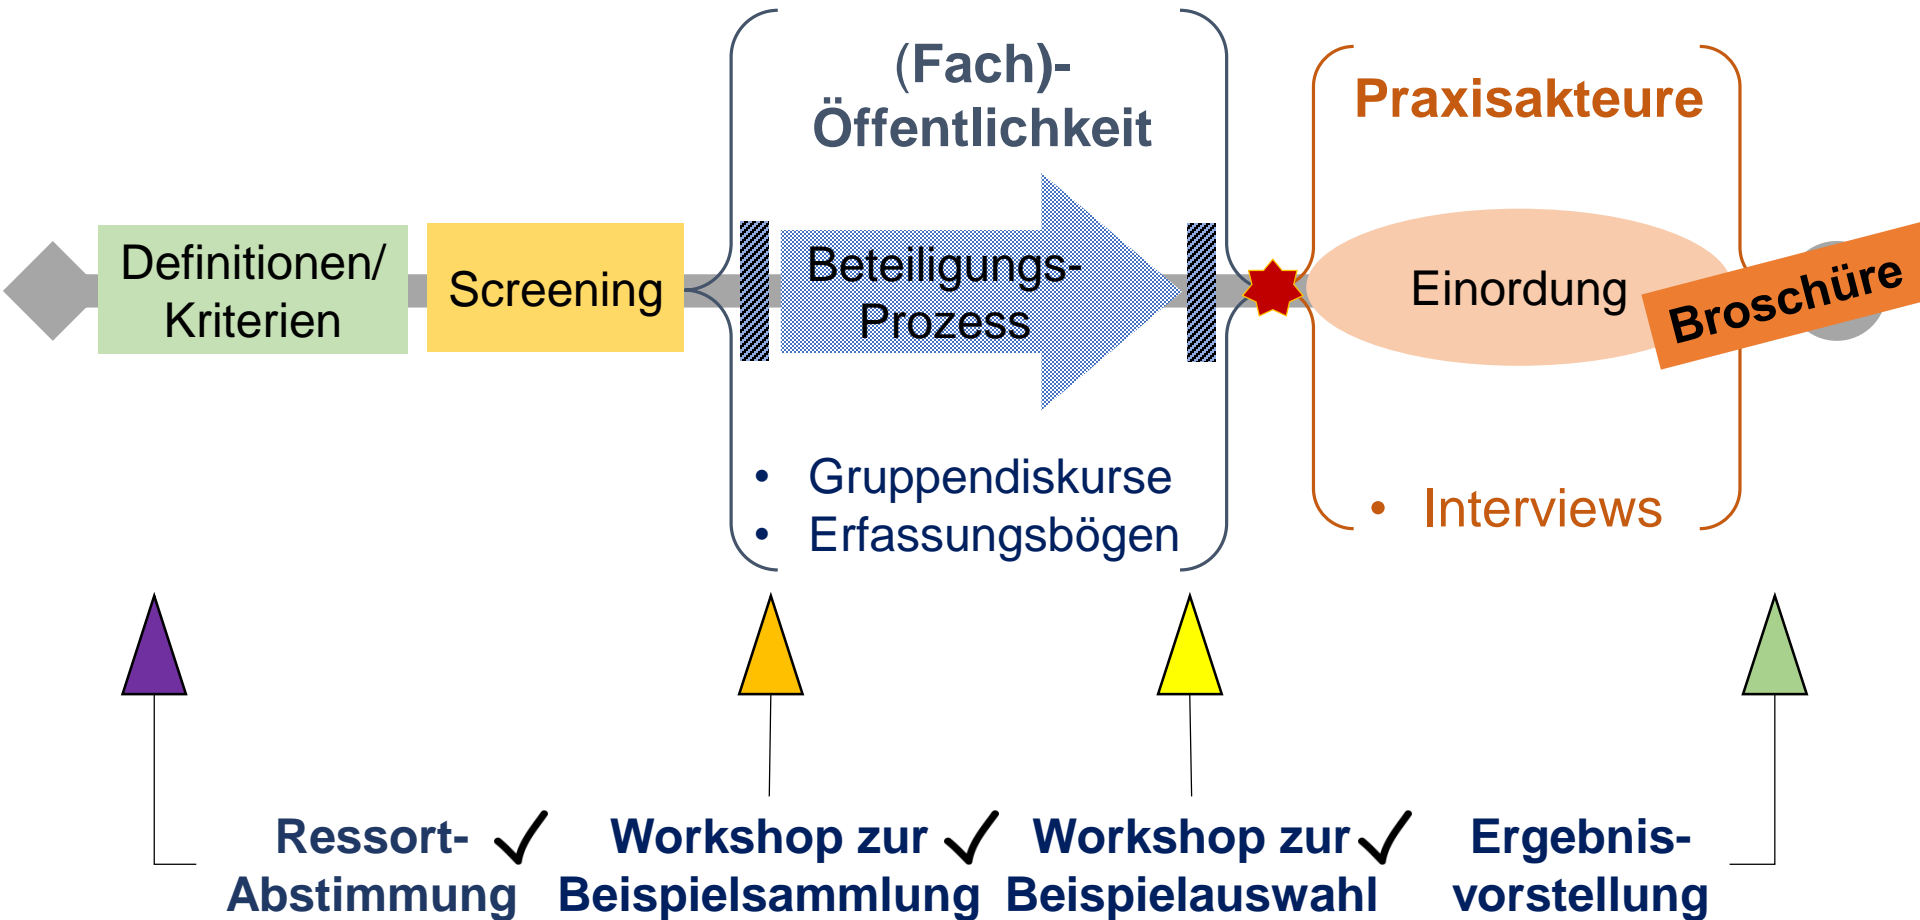 (Fach)-
Öffentlichkeit
Praxisakteure
Definitionen/
Kriterien
Screening
Beteiligungs-
Prozess
Einordnung
Broschüre
• Gruppendiskurse
• Erfassungsbögen
• Interviews
Ressort-
Abstimmung
Workshop zur
Beispielsammlung
Workshop zur
Beispielauswahl
Ergebnis-
vorstellung